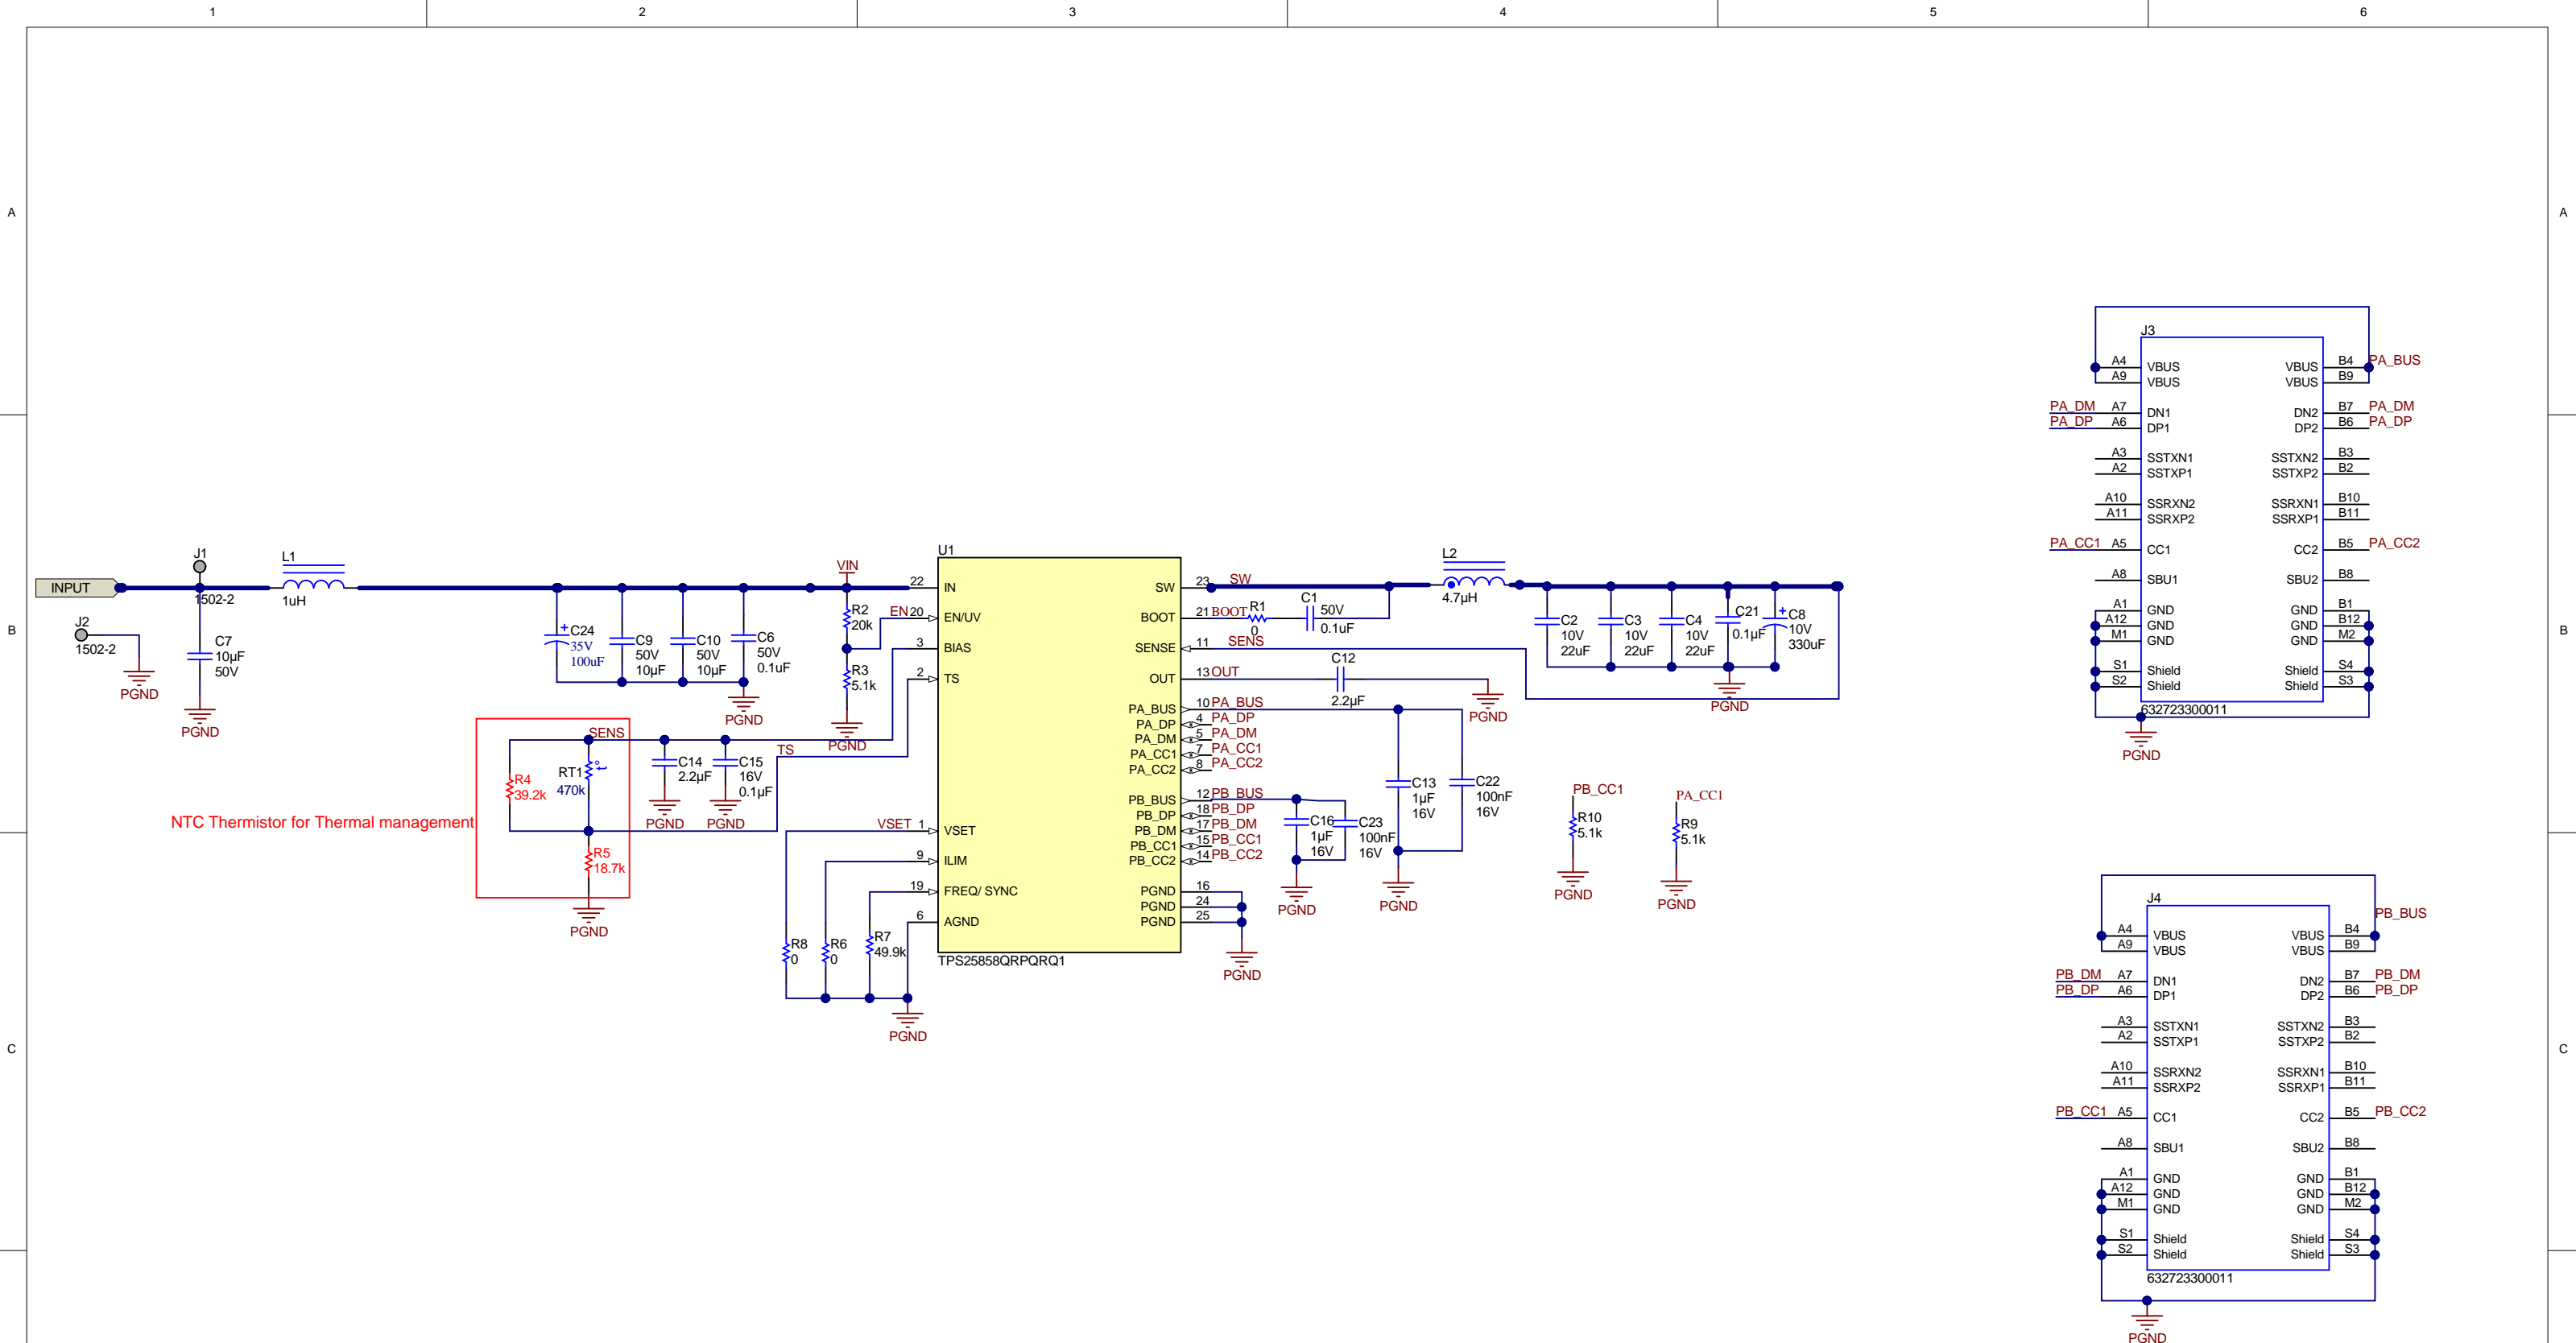 1 2 3 4 5 6
A A
B B
C C
INPUT
J1
1502-2
J2
1502-2
PGND
C7
10µF
50V
PGND
L1
1uH
C24
35V
100uF
C9
50V
10µF
C10
50V
10µF
C6
50V
0.1uF
PGND
VIN
R2
20k
R3
5.1k
PGND
EN
SENS
RT1
470k
R4
39.2k
R5
18.7k
PGND
NTC Thermistor for Thermal management
C14
2.2µF
PGND
C15
16V
0.1µF
PGND
TS
VSET
R8
0
R6
0
R7
49.9k
PGND
U1
22 IN
20 EN/UV
3 BIAS
2 TS
1 VSET
9 ILIM
19 FREQ/ SYNC
6 AGND
SW 23 SW
BOOT 21 BOOT
SENSE 11 SENS
OUT 13 OUT
PA_BUS 10 PA_BUS
PA_DP 4 PA_DP
PA_DM 5 PA_DM
PA_CC1 7 PA_CC1
PA_CC2 8 PA_CC2
PB_BUS 12 PB_BUS
PB_DP 18 PB_DP
PB_DM 17 PB_DM
PB_CC1 15 PB_CC1
PB_CC2 14 PB_CC2
PGND 16
PGND 24
PGND 25
PGND
TPS25858QRPQRQ1
R1
0
C1
50V
0.1uF
L2
4.7µH
C2
10V
22uF
C3
10V
22uF
C4
10V
22uF
C21
0.1µF
C8
10V
330uF
PGND
C12
2.2µF
PGND
C16
1µF
16V
C23
100nF
16V
PGND
C13
1µF
16V
C22
100nF
16V
PGND
PB_CC1
R10
5.1k
PGND
PA_CC1
R9
5.1k
PGND
J3
A4 VBUS VBUS B4 PA_BUS
A9 VBUS VBUS B9
PA_DM A7 DN1 DN2 B7 PA_DM
PA_DP A6 DP1 DP2 B6 PA_DP
A3 SSTXN1 SSTXN2 B3
A2 SSTXP1 SSTXP2 B2
A10 SSRXN2 SSRXN1 B10
A11 SSRXP2 SSRXP1 B11
PA_CC1 A5 CC1 CC2 B5 PA_CC2
A8 SBU1 SBU2 B8
A1 GND GND B1
A12 GND GND B12
M1 GND GND M2
S1 Shield Shield S4
S2 Shield Shield S3
632723300011
PGND
J4
PB_BUS
A4 VBUS VBUS B4
A9 VBUS VBUS B9
PB_DM A7 DN1 DN2 B7 PB_DM
PB_DP A6 DP1 DP2 B6 PB_DP
A3 SSTXN1 SSTXN2 B3
A2 SSTXP1 SSTXP2 B2
A10 SSRXN2 SSRXN1 B10
A11 SSRXP2 SSRXP1 B11
PB_CC1 A5 CC1 CC2 B5 PB_CC2
A8 SBU1 SBU2 B8
A1 GND GND B1
A12 GND GND B12
M1 GND GND M2
S1 Shield Shield S4
S2 Shield Shield S3
632723300011
PGND